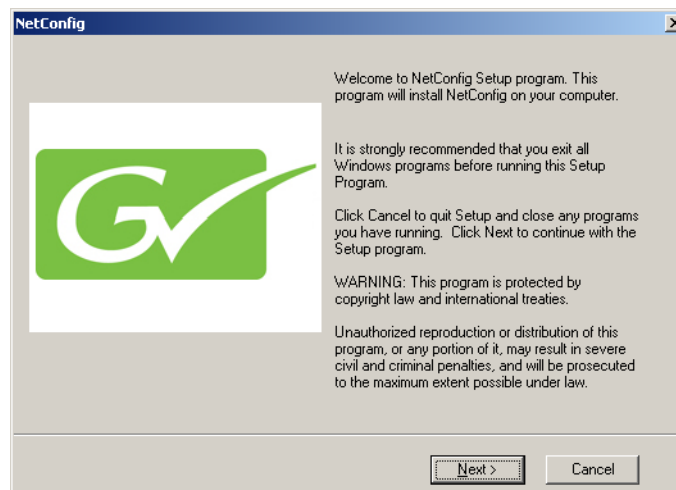 NetConfig
Welcome to NetConfig Setup program. This
program will install NetConfig on your computer.
It is strongly recommended that you exit all
Windows programs before running this Setup
Program.
Click Cancel to quit Setup and close any programs
you have running. Click Next to continue with the
Setup program.
WARNING: This program is protected by
copyright law and international treaties.
Unauthorized reproduction or distribution of this
program, or any portion of it, may result in severe
civil and criminal penalties, and will be prosecuted
to the maximum extent possible under law.
GV
Next >
Cancel